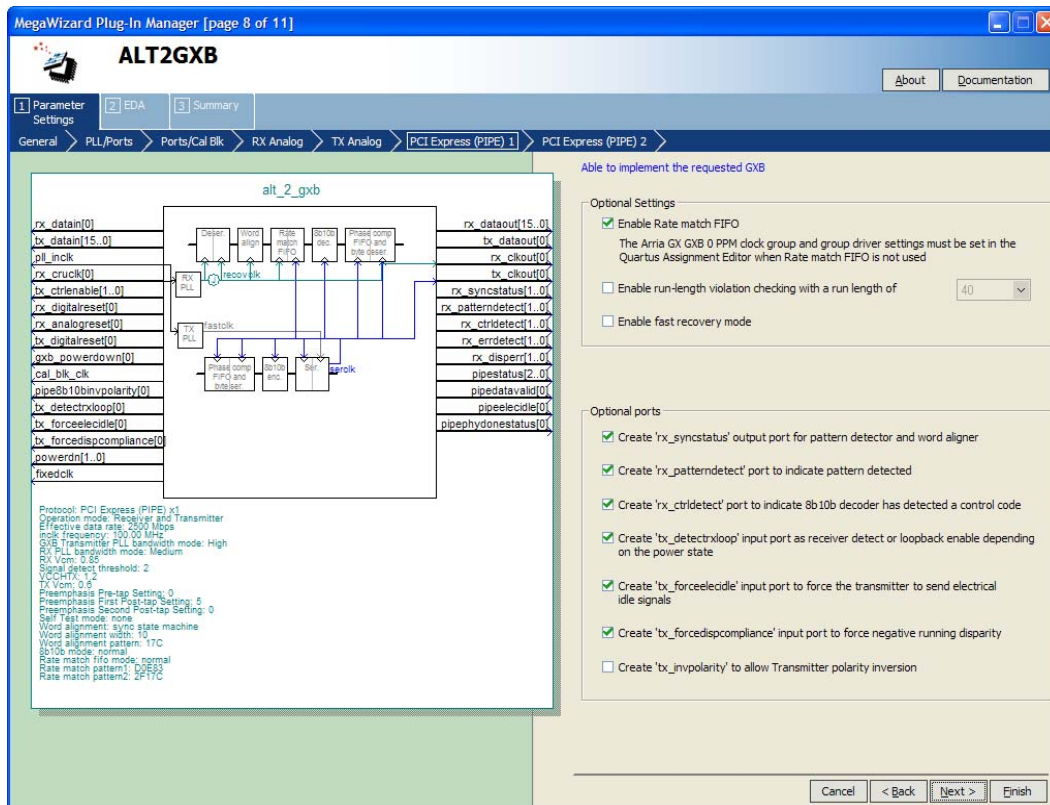 MegaWizard Plug-In Manager [page 8 of 11]
ALT2GXB
About
Documentation
1 Parameter Settings
2 EDA
3 Summary
General
PLL/Ports
Ports/Cal Blk
RX Analog
TX Analog
PCI Express (PIPE) 1
PCI Express (PIPE) 2
alt_2_gxb
rx_datain[0]
tx_datain[15..0]
pll_inclk
rx_cruclk[0]
tx_ctrlenable[1..0]
rx_digitalreset[0]
rx_analogreset[0]
tx_digitalreset[0]
gxb_powerdown[0]
cal_blk_clk
pipe8b10binvpolarity[0]
tx_detectrxloop[0]
tx_forceelecidle[0]
tx_forcedispcompliance[0]
powerdn[1..0]
fixedclk
Deser.
Word
align
Rate
match
FIFO
8b10b
dec.
Phase comp
FIFO and
byte deser.
RX
PLL
recovclk
TX
PLL
fastclk
Phase comp
FIFO and
byte ser.
8b10b
enc.
Ser.
serclk
rx_dataout[15..0]
tx_dataout[0]
rx_clkout[0]
tx_clkout[0]
rx_syncstatus[1..0]
rx_patterndetect[1..0]
rx_ctrldetect[1..0]
rx_errdetect[1..0]
rx_disperr[1..0]
pipestatus[2..0]
pipedatavalid[0]
pipeelecidle[0]
pipephydonestatus[0]
Protocol: PCI Express (PIPE) x1
Operation mode: Receiver and Transmitter
Effective data rate: 2500 Mbps
inclk frequency: 100.00 MHz
GXB Transmitter PLL bandwidth mode: High
RX PLL bandwidth mode: Medium
RX Vcm: 0.85
Signal detect threshold: 2
VCCHTX: 1.2
TX Vcm: 0.6
Preemphasis Pre-tap Setting: 0
Preemphasis First Post-tap Setting: 5
Preemphasis Second Post-tap Setting: 0
Self Test mode: none
Word alignment: sync state machine
Word alignment width: 10
Word alignment pattern: 17C
8b10b mode: normal
Rate match fifo mode: normal
Rate match pattern1: D0E83
Rate match pattern2: 2F17C
Able to implement the requested GXB
Optional Settings
Enable Rate match FIFO
The Arria GX GXB 0 PPM clock group and group driver settings must be set in the
Quartus Assignment Editor when Rate match FIFO is not used
Enable run-length violation checking with a run length of 40
Enable fast recovery mode
Optional ports
Create 'rx_syncstatus' output port for pattern detector and word aligner
Create 'rx_patterndetect' port to indicate pattern detected
Create 'rx_ctrldetect' port to indicate 8b10b decoder has detected a control code
Create 'tx_detectrxloop' input port as receiver detect or loopback enable depending
on the power state
Create 'tx_forceelecidle' input port to force the transmitter to send electrical
idle signals
Create 'tx_forcedispcompliance' input port to force negative running disparity
Create 'tx_invpolarity' to allow Transmitter polarity inversion
Cancel
< Back
Next >
Finish